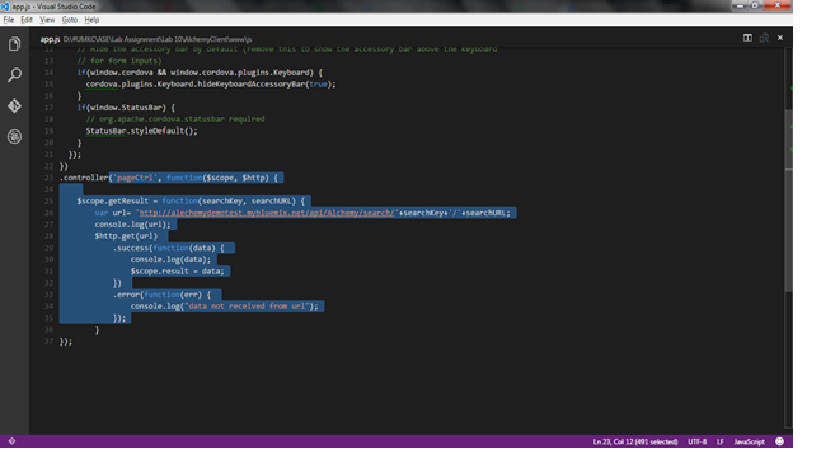 app.js - Visual Studio Code
File Edit View Goto Help
app.js D:\UMKC\ASE\Lab Assignment\Lab 10\AlchemyClient\www\js
12 // Hide the accessory bar by default (remove this to show the accessory bar above the keyboard
13 // for form inputs)
14 if(window.cordova && window.cordova.plugins.Keyboard) {
15 cordova.plugins.Keyboard.hideKeyboardAccessoryBar(true);
16 }
17 if(window.StatusBar) {
18 // org.apache.cordova.statusbar required
19 StatusBar.styleDefault();
20 }
21 });
22 })
23 .controller('pageCtrl', function($scope, $http) {
24
25 $scope.getResult = function(searchKey, searchURL) {
26 var url= "http://alechemydemotest.mybluemix.net/api/Alchemy/search/"+searchKey+'/'+searchURL;
27 console.log(url);
28 $http.get(url)
29 .success(function(data) {
30 console.log(data);
31 $scope.result = data;
32 })
33 .error(function(err) {
34 console.log("data not received from url");
35 });
36 }
37 });
Ln 23, Col 12 (491 selected) UTF-8 LF JavaScript